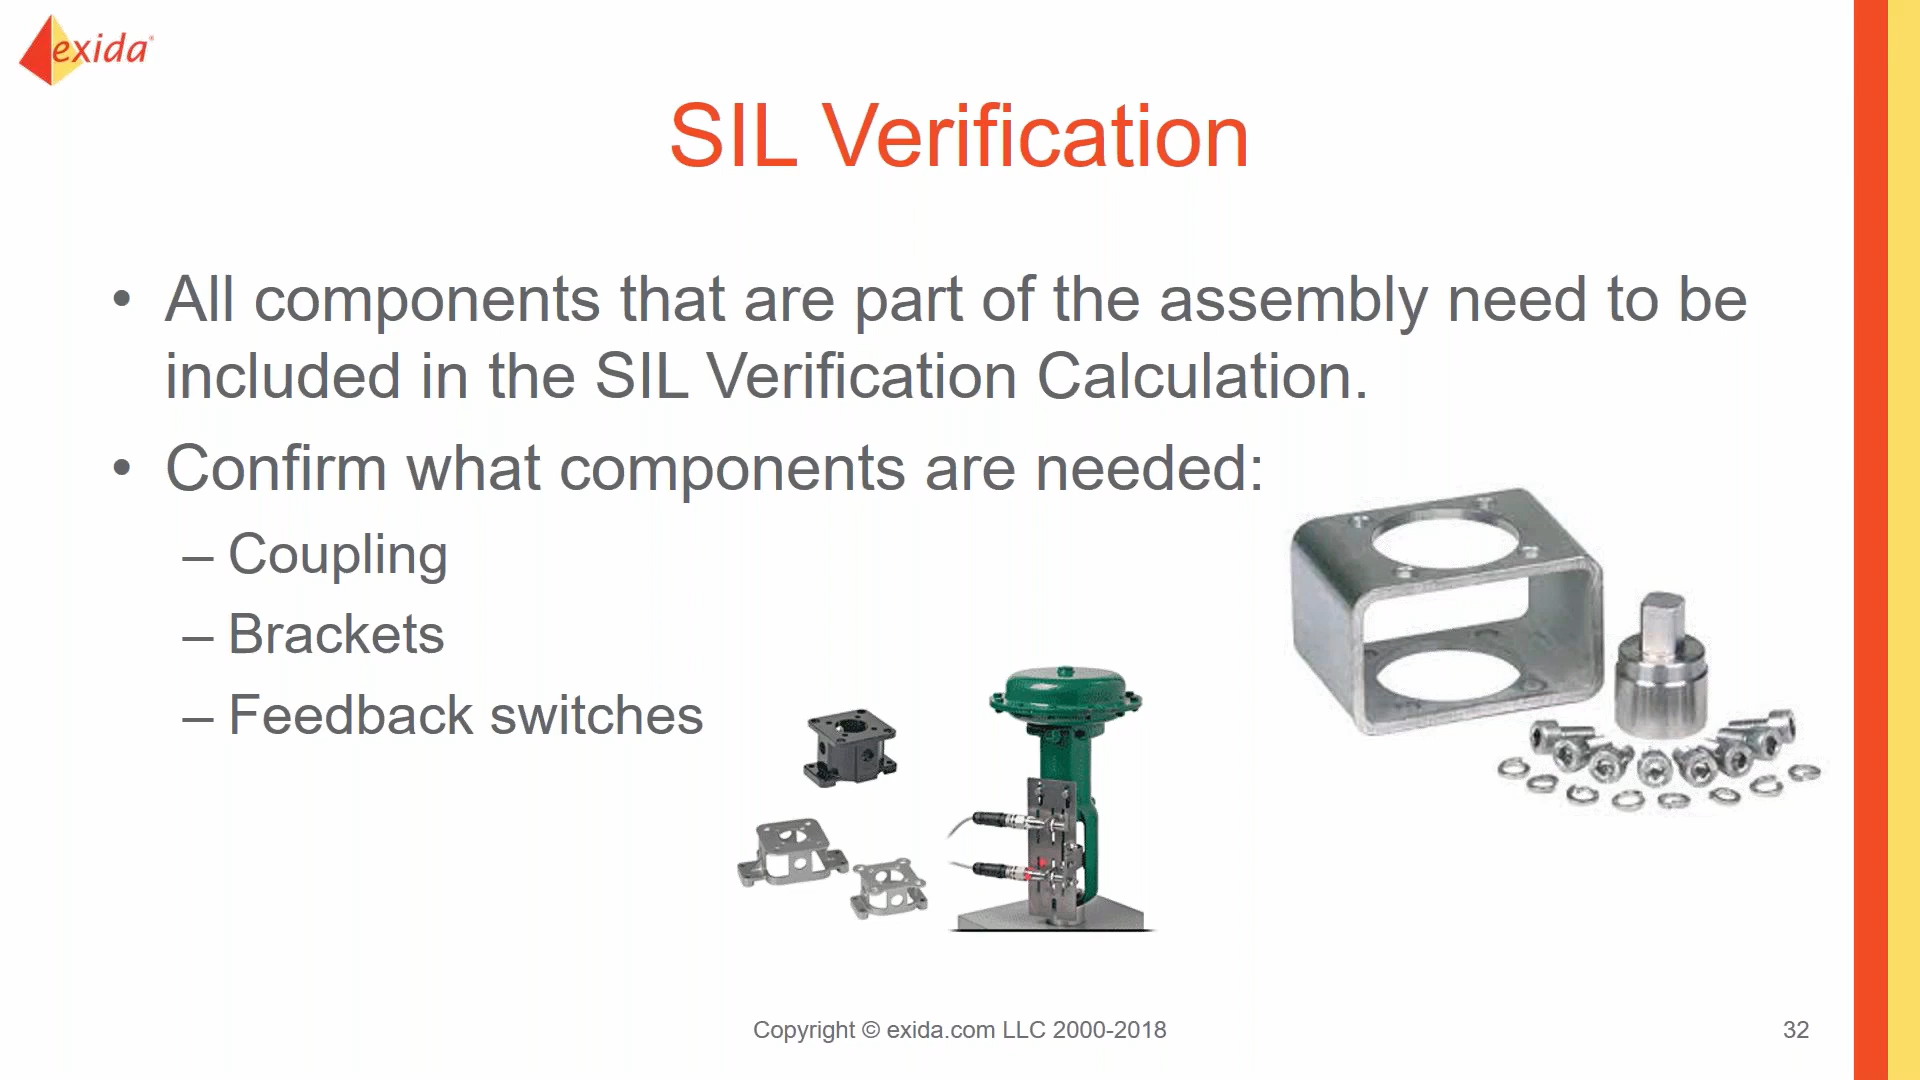 exida
SIL Verification
• All components that are part of the assembly need to be
included in the SIL Verification Calculation.
• Confirm what components are needed:
– Coupling
– Brackets
– Feedback switches
Copyright © exida.com LLC 2000-2018
32